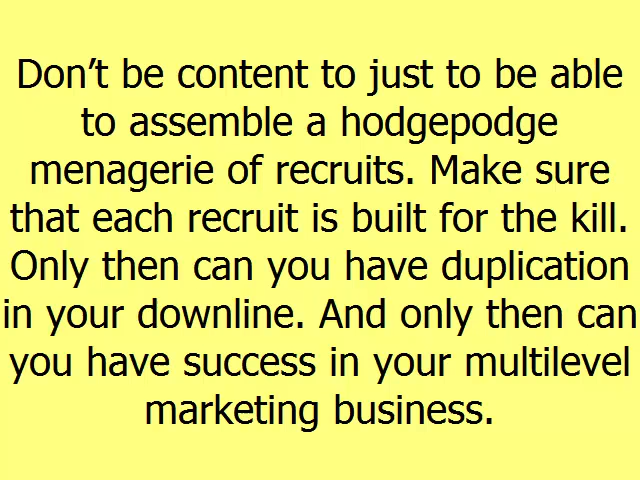 Don’t be content to just to be able
to assemble a hodgepodge
menagerie of recruits. Make sure
that each recruit is built for the kill.
Only then can you have duplication
in your downline. And only then can
you have success in your multilevel
marketing business.